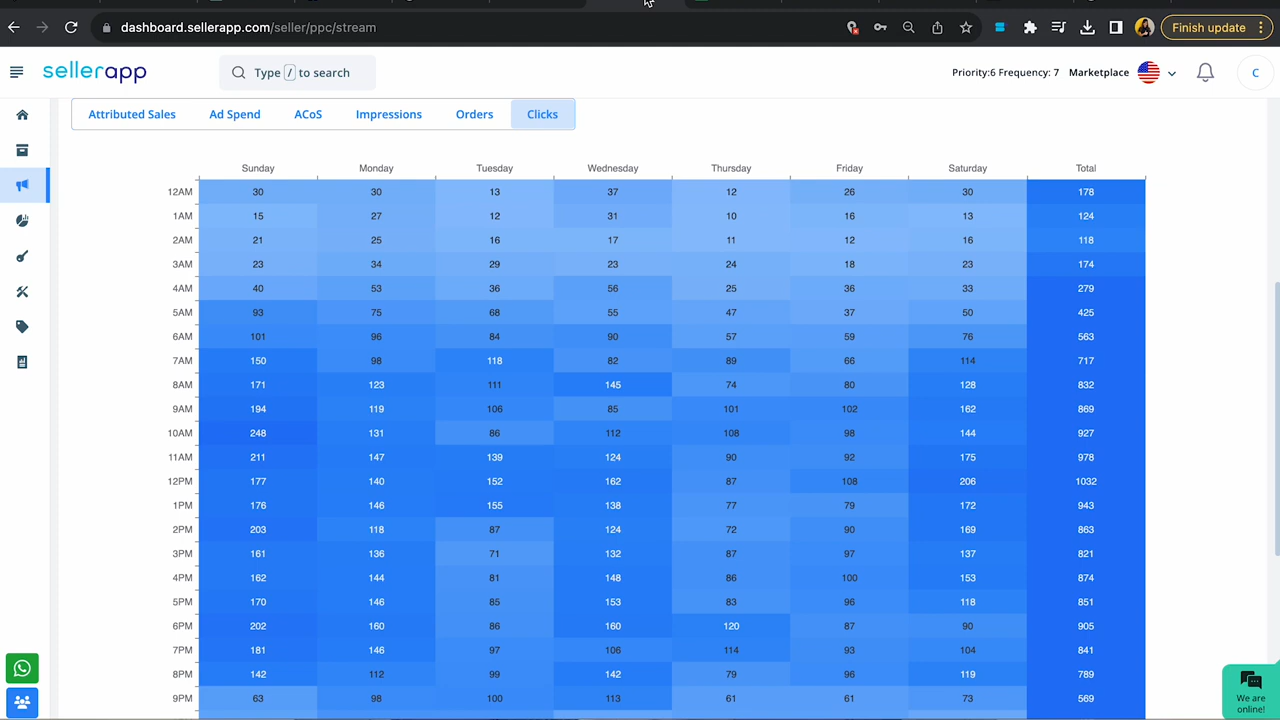 dashboard.sellerapp.com/seller/ppc/stream
Finish update
sellerapp
Type / to search
Priority:6 Frequency: 7 Marketplace
C
Attributed Sales Ad Spend ACoS Impressions Orders Clicks
Sunday Monday Tuesday Wednesday Thursday Friday Saturday Total
12AM 30 30 13 37 12 26 30 178
1AM 15 27 12 31 10 16 13 124
2AM 21 25 16 17 11 12 16 118
3AM 23 34 29 23 24 18 23 174
4AM 40 53 36 56 25 36 33 279
5AM 93 75 68 55 47 37 50 425
6AM 101 96 84 90 57 59 76 563
7AM 150 98 118 82 89 66 114 717
8AM 171 123 111 145 74 80 128 832
9AM 194 119 106 85 101 102 162 869
10AM 248 131 86 112 108 98 144 927
11AM 211 147 139 124 90 92 175 978
12PM 177 140 152 162 87 108 206 1032
1PM 176 146 155 138 77 79 172 943
2PM 203 118 87 124 72 90 169 863
3PM 161 136 71 132 87 97 137 821
4PM 162 144 81 148 86 100 153 874
5PM 170 146 85 153 83 96 118 851
6PM 202 160 86 160 120 87 90 905
7PM 181 146 97 106 114 93 104 841
8PM 142 112 99 142 79 96 119 789
9PM 63 98 100 113 61 61 73 569
We are
online!